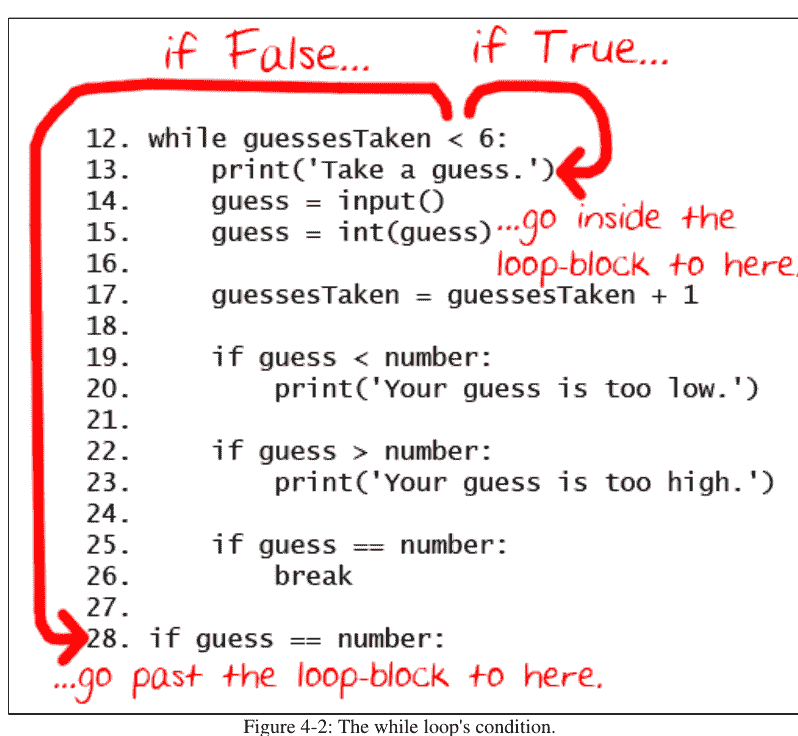 if False... if True...
12. while guessesTaken < 6:
13.     print('Take a guess.')
14.     guess = input()
15.     guess = int(guess) ...go inside the
16. loop-block to here.
17.     guessesTaken = guessesTaken + 1
18.
19.     if guess < number:
20.         print('Your guess is too low.')
21.
22.     if guess > number:
23.         print('Your guess is too high.')
24.
25.     if guess == number:
26.         break
27.
28. if guess == number:
...go past the loop-block to here.
Figure 4-2: The while loop's condition.